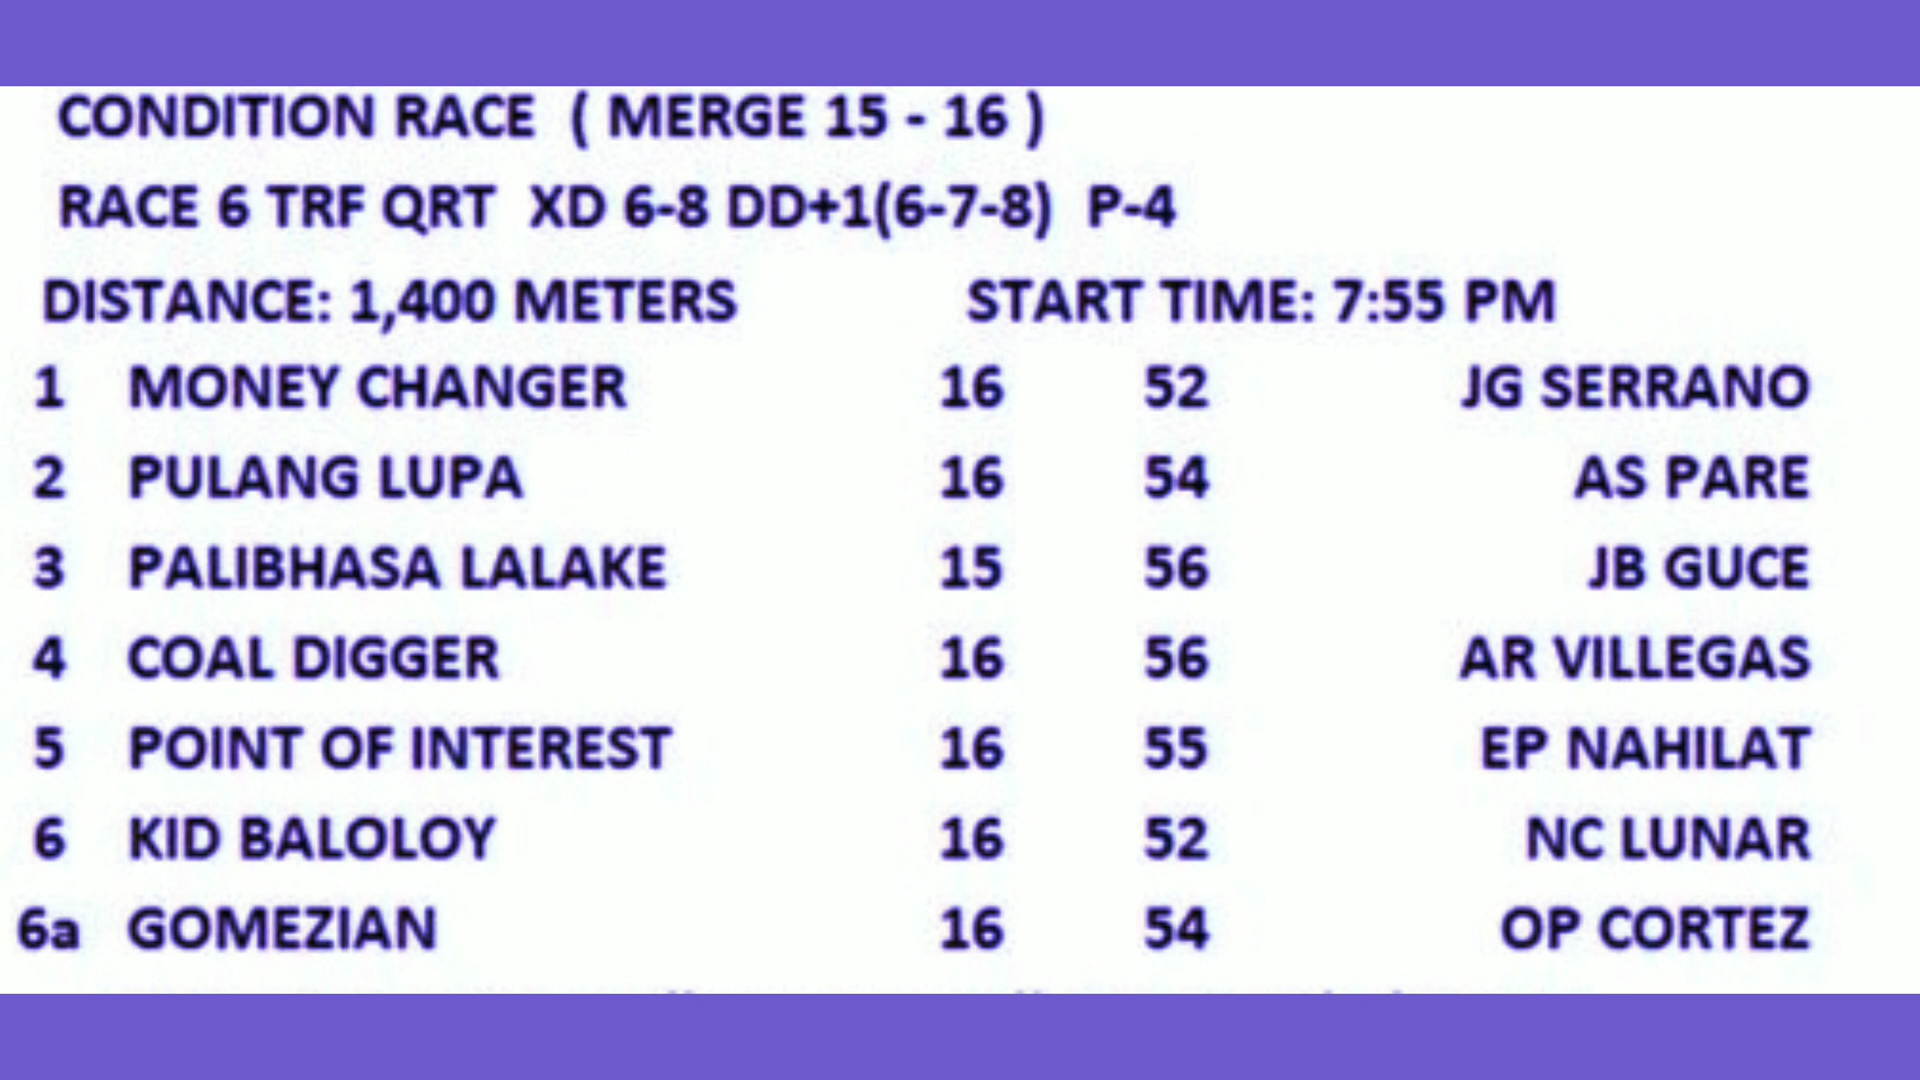 CONDITION RACE ( MERGE 15 - 16 )
RACE 6 TRF QRT XD 6-8 DD+1(6-7-8) P-4
DISTANCE: 1,400 METERS START TIME: 7:55 PM
1 MONEY CHANGER 16 52 JG SERRANO
2 PULANG LUPA 16 54 AS PARE
3 PALIBHASA LALAKE 15 56 JB GUCE
4 COAL DIGGER 16 56 AR VILLEGAS
5 POINT OF INTEREST 16 55 EP NAHILAT
6 KID BALOLOY 16 52 NC LUNAR
6a GOMEZIAN 16 54 OP CORTEZ